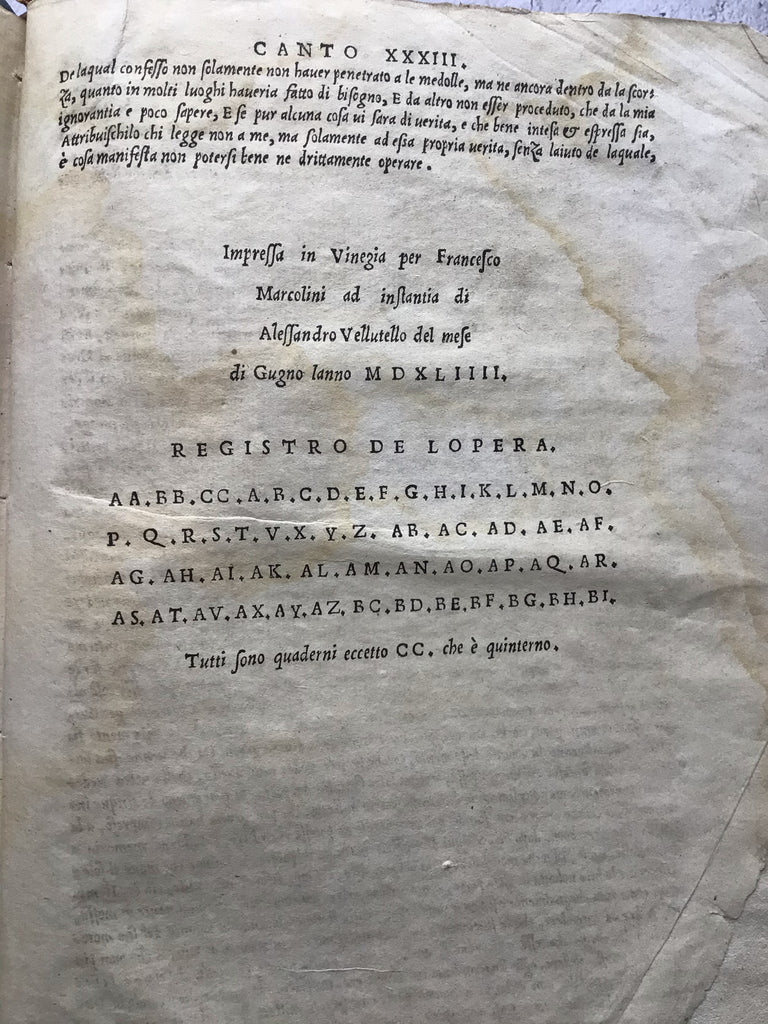 CANTO XXXIII.
De laqual confesso non solamente non hauer penetrato a le medolle, ma ne ancora dentro da la scor-
za, quanto in molti luoghi haueria fatto di bisogno, E da altro non esser proceduto, che da la mia
ignorantia e poco sapere, E se pur alcuna cosa ui sara di uerita, e che bene intesa & espressa sia,
Attribuischilo chi legge non a me, ma solamente ad essa propria uerita, senza laiuto de laquale,
è cosa manifesta non potersi bene ne drittamente operare.
Impressa in Vinegia per Francesco
Marcolini ad instantia di
Alessandro Vellutello del mese
di Gugno lanno MDXLIIII.
REGISTRO DE LOPERA.
AA.BB.CC.A.B.C.D.E.F.G.H.I.K.L.M.N.O.
P.Q.R.S.T.V.X.Y.Z. AB.AC.AD.AE.AF.
AG.AH.AI.AK.AL.AM.AN.AO.AP.AQ.AR.
AS.AT.AV.AX.AY.AZ.BC.BD.BE.BF.BG.BH.BI.
Tutti sono quaderni eccetto CC. che è quinterno.